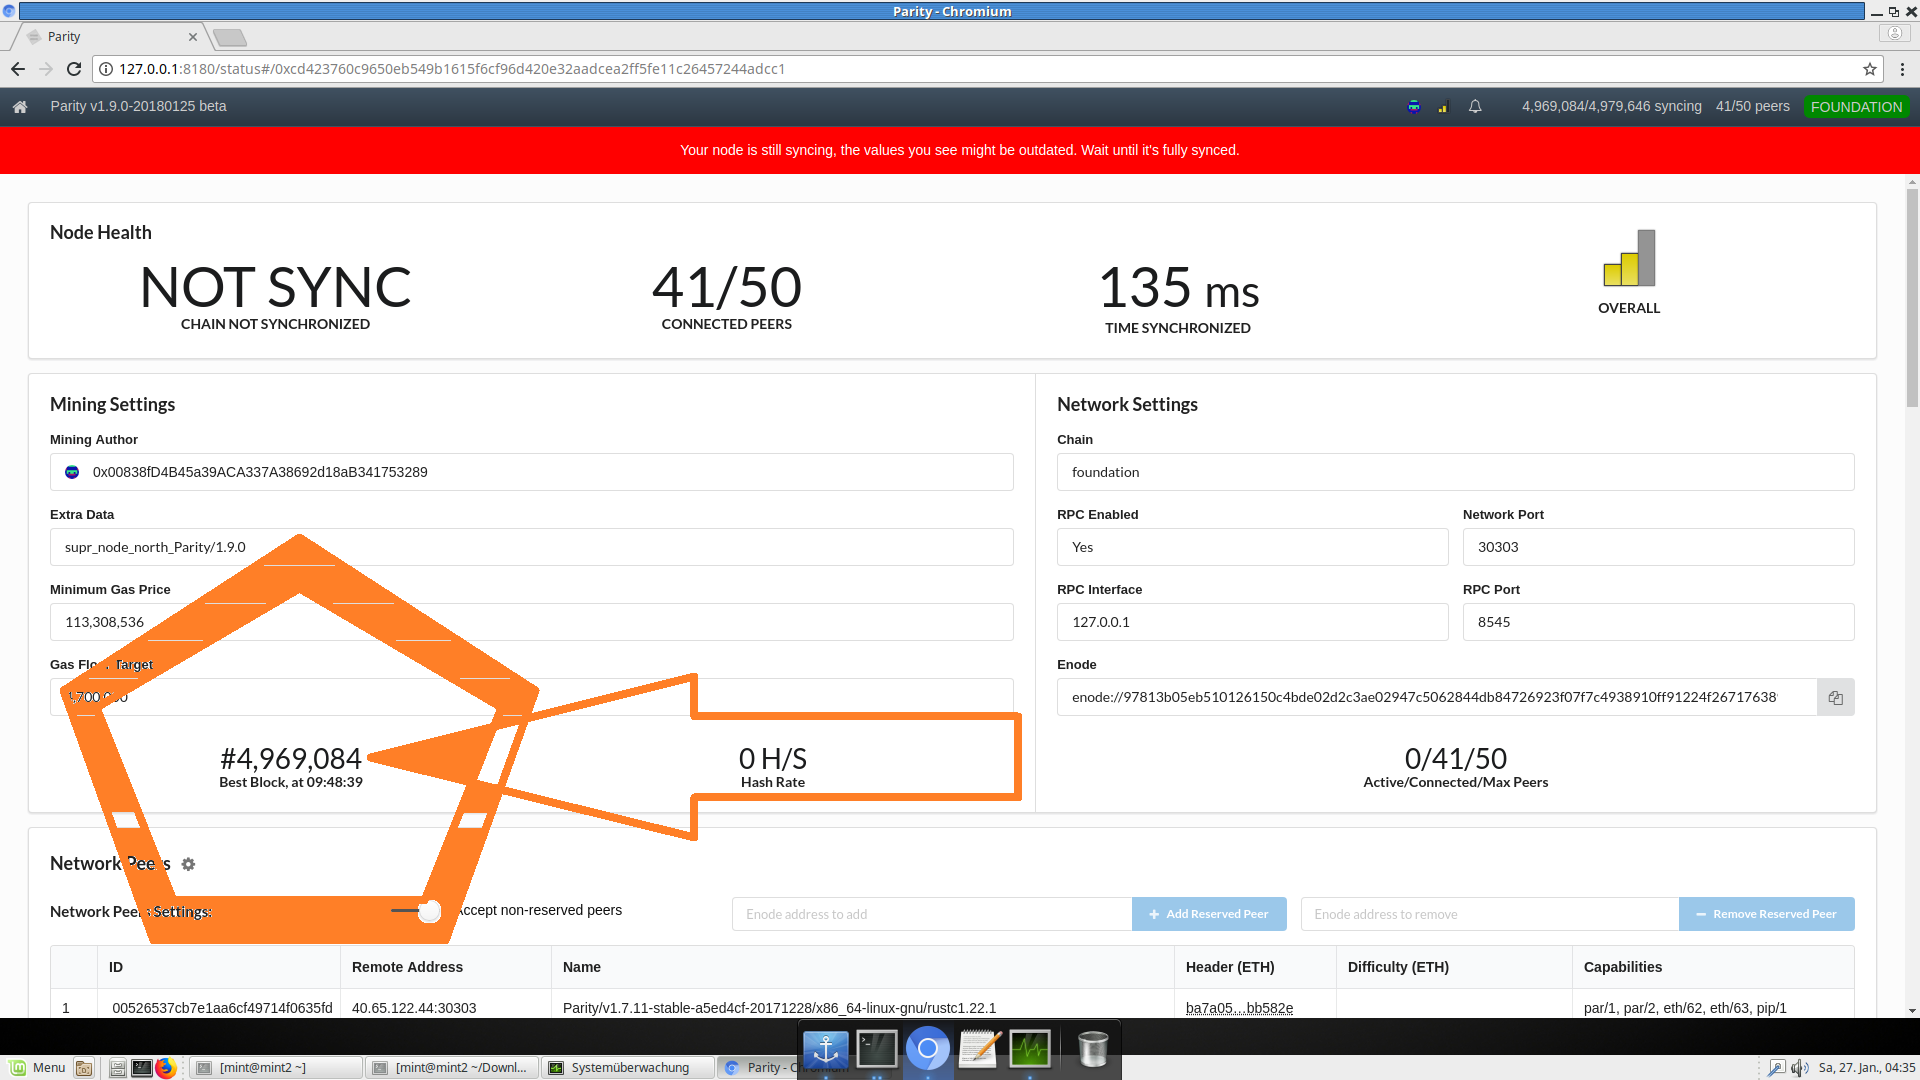 Parity - Chromium
Parity
127.0.0.1:8180/status#/0xcd423760c9650eb549b1615f6cf96d420e32aadcea2ff5fe11c26457244adcc1
Parity v1.9.0-20180125 beta
4,969,084/4,979,646 syncing 41/50 peers FOUNDATION
Your node is still syncing, the values you see might be outdated. Wait until it's fully synced.
Node Health
NOT SYNC 41/50 135 ms
CHAIN NOT SYNCHRONIZED CONNECTED PEERS TIME SYNCHRONIZED OVERALL
Mining Settings
Mining Author
0x00838fD4B45a39ACA337A38692d18aB341753289
Extra Data
supr_node_north_Parity/1.9.0
Minimum Gas Price
113,308,536
Gas Floor Target
#4,969,084 0 H/S
Best Block, at 09:48:39 Hash Rate
Network Settings
Chain
foundation
RPC Enabled Network Port
Yes 30303
RPC Interface RPC Port
127.0.0.1 8545
Enode
enode://97813b05eb510126150c4bde02d2c3ae02947c5062844db84726923f07f7c4938910ff91224f26717638
0/41/50
Active/Connected/Max Peers
Network Peers
Network Peers Settings: Accept non-reserved peers Enode address to add Add Reserved Peer Enode address to remove Remove Reserved Peer
ID Remote Address Name Header (ETH) Difficulty (ETH) Capabilities
1 00526537cb7e1aa6cf49714f0635fd 40.65.122.44:30303 Parity/v1.7.11-stable-a5ed4cf-20171228/x86_64-linux-gnu/rustc1.22.1 ba7a05...bb582e par/1, par/2, eth/62, eth/63, pip/1
Menu [mint@mint2 ~] [mint@mint2 ~/Downl... Systemüberwachung Parity - Chromium Sa, 27. Jan., 04:35